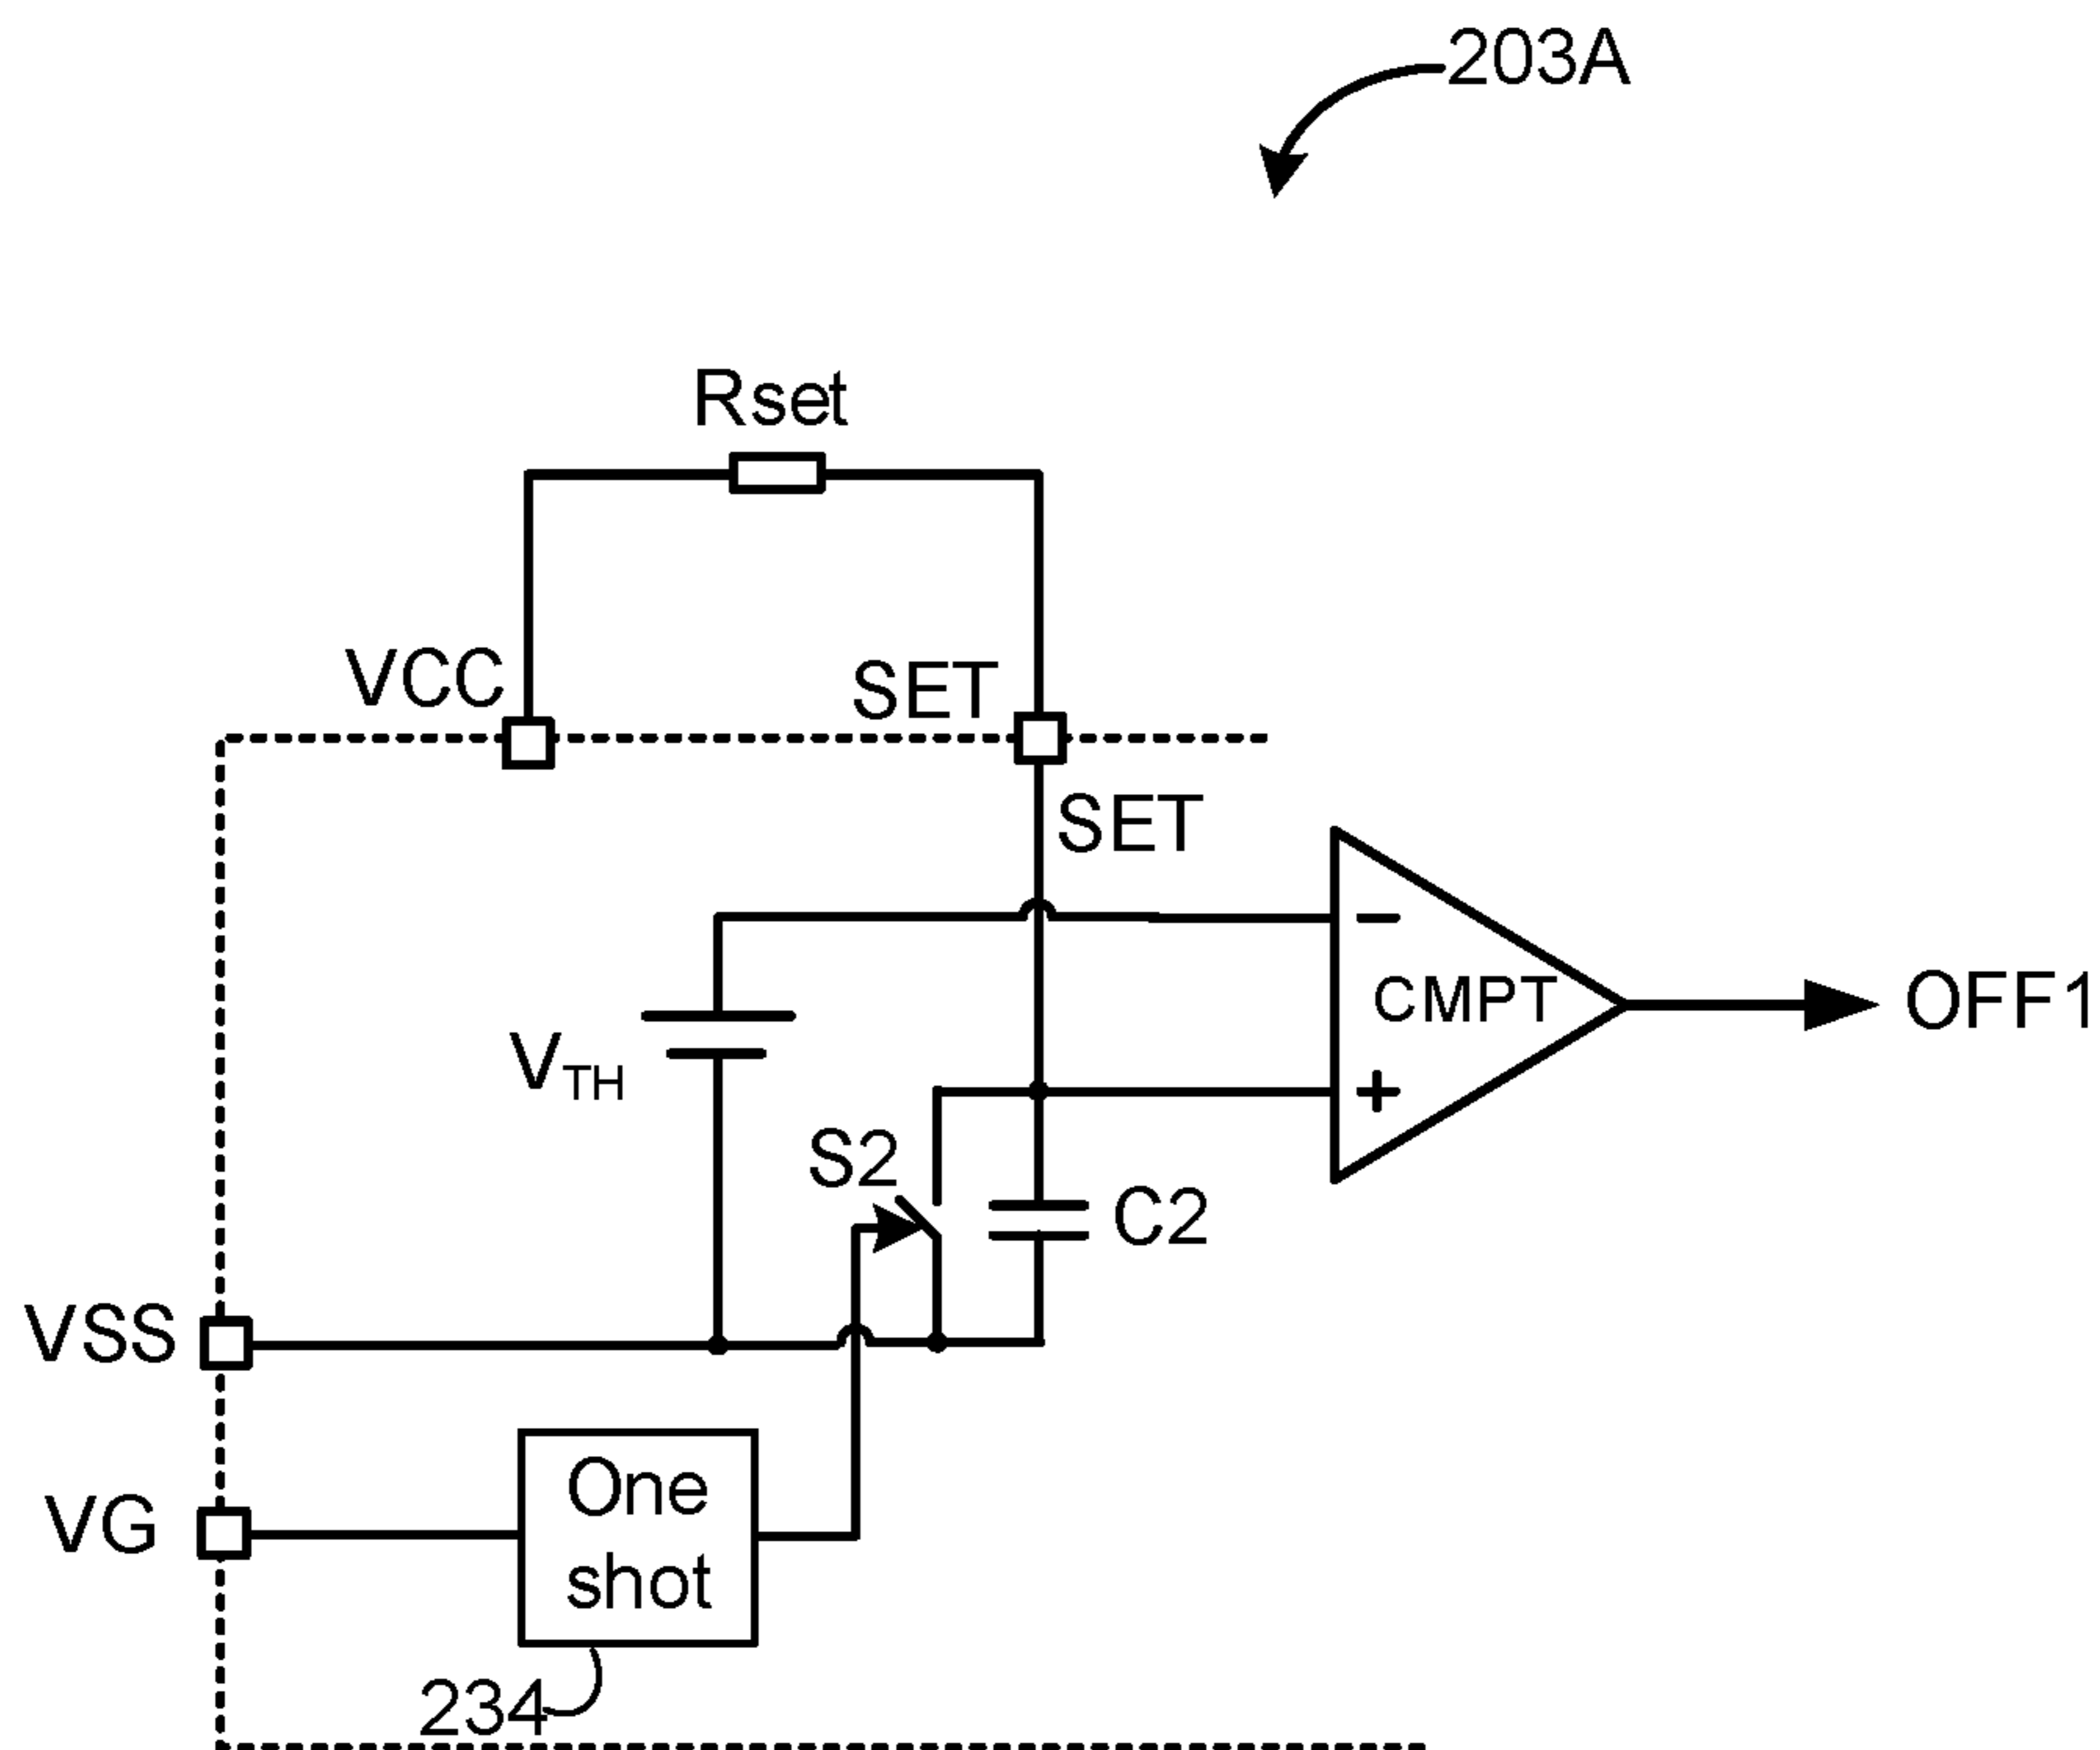 203A
Rset
VCC
SET
SET
−
CMPT
OFF1
VTH
+
S2
C2
VSS
VG
One
shot
234